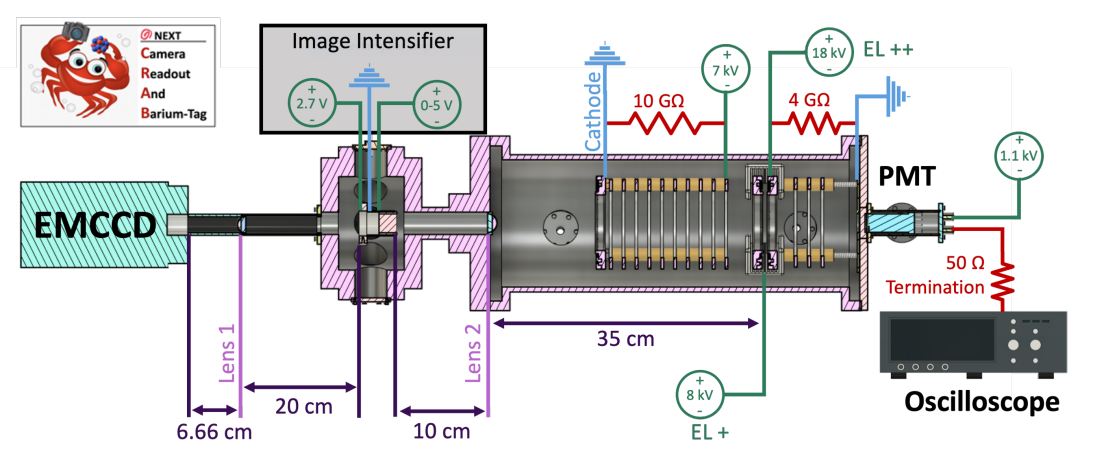 @ NEXT
Camera
Readout
And
Barium-Tag
Image Intensifier
+
2.7 V
-
+
0-5 V
-
Cathode
10 GΩ
+
7 kV
-
+
18 kV
-
EL ++
4 GΩ
+
1.1 kV
-
PMT
EMCCD
50 Ω
Termination
Lens 1
Lens 2
35 cm
20 cm
10 cm
6.66 cm
+
8 kV
-
EL +
Oscilloscope